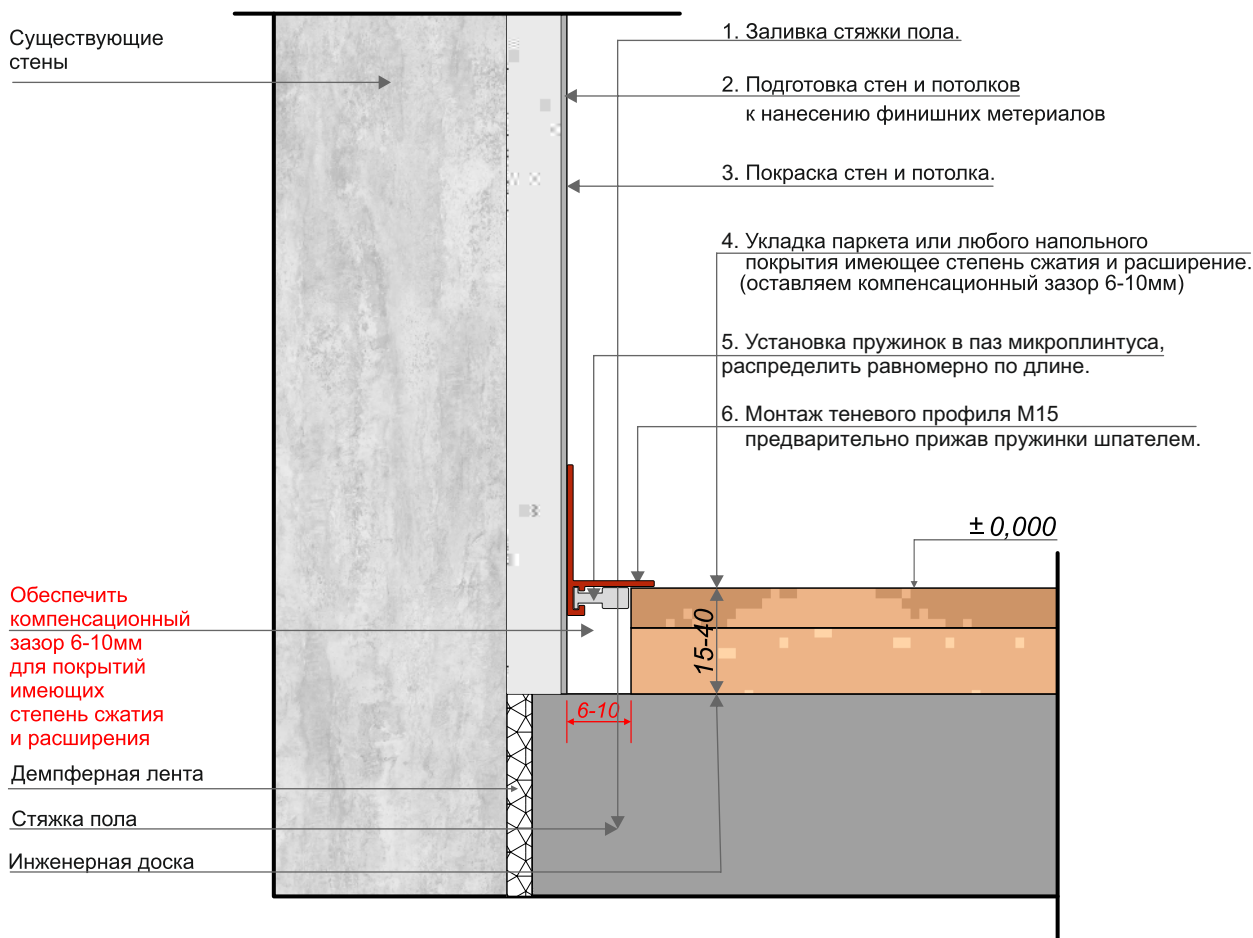 Существующие
стены
1. Заливка стяжки пола.
2. Подготовка стен и потолков
к нанесению финишних метериалов
3. Покраска стен и потолка.
4. Укладка паркета или любого напольного
покрытия имеющее степень сжатия и расширение.
(оставляем компенсационный зазор 6-10мм)
5. Установка пружинок в паз микроплинтуса,
распределить равномерно по длине.
6. Монтаж теневого профиля М15
предварительно прижав пружинки шпателем.
± 0,000
15-40
6-10
Обеспечить
компенсационный
зазор 6-10мм
для покрытий
имеющих
степень сжатия
и расширения
Демпферная лента
Стяжка пола
Инженерная доска